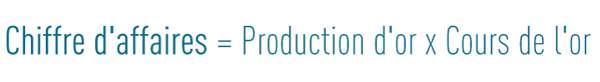 Chiffre d'affaires = Production d'or x Cours de l'or